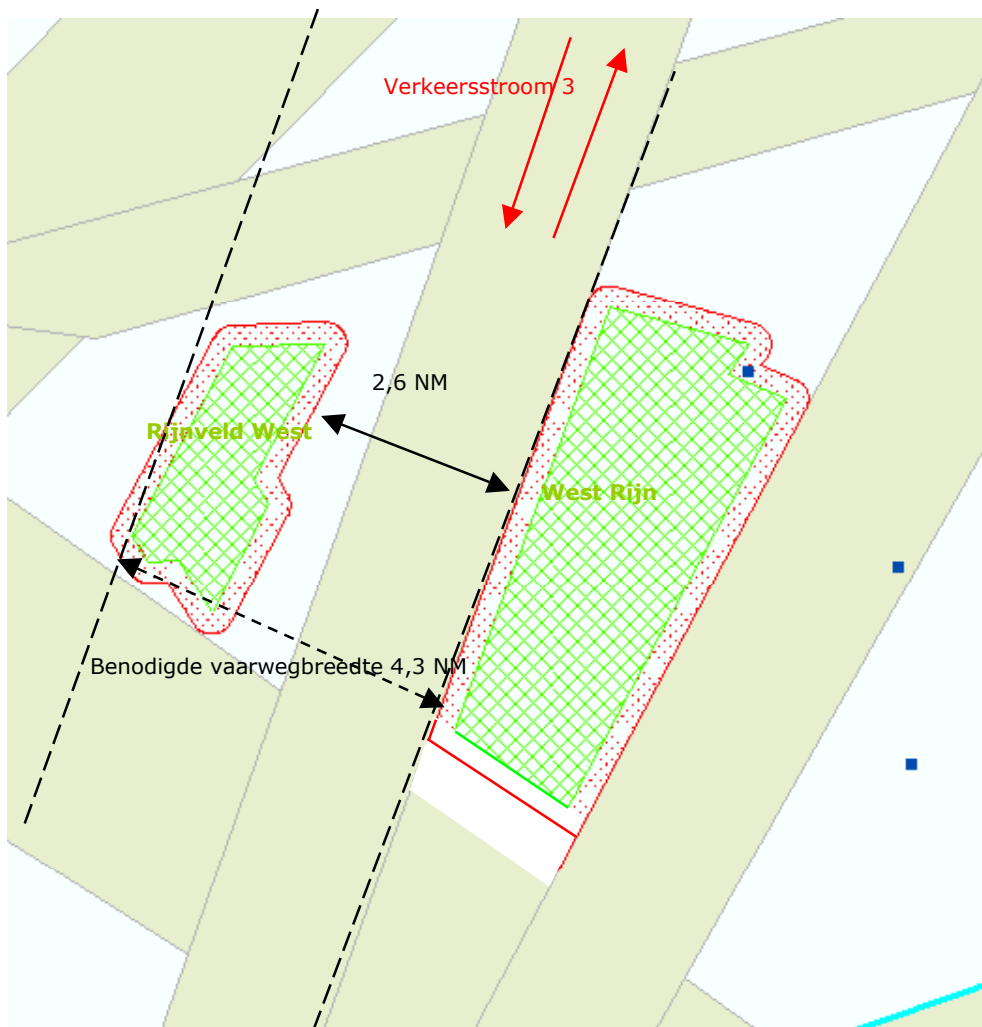 Verkeersstroom 3
2,6 NM
Rijnveld West
West Rijn
Benodigde vaarwegbreedte 4,3 NM